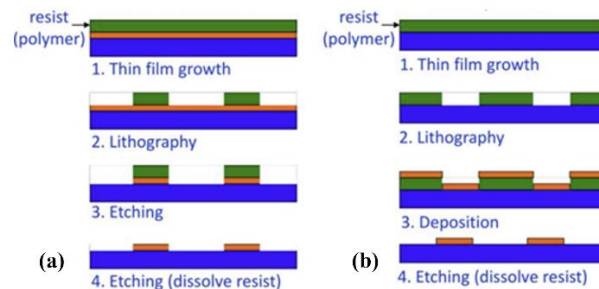 resist
(polymer)
1. Thin film growth
2. Lithography
3. Etching
(a)
4. Etching (dissolve resist)
resist
(polymer)
1. Thin film growth
2. Lithography
3. Deposition
(b)
4. Etching (dissolve resist)